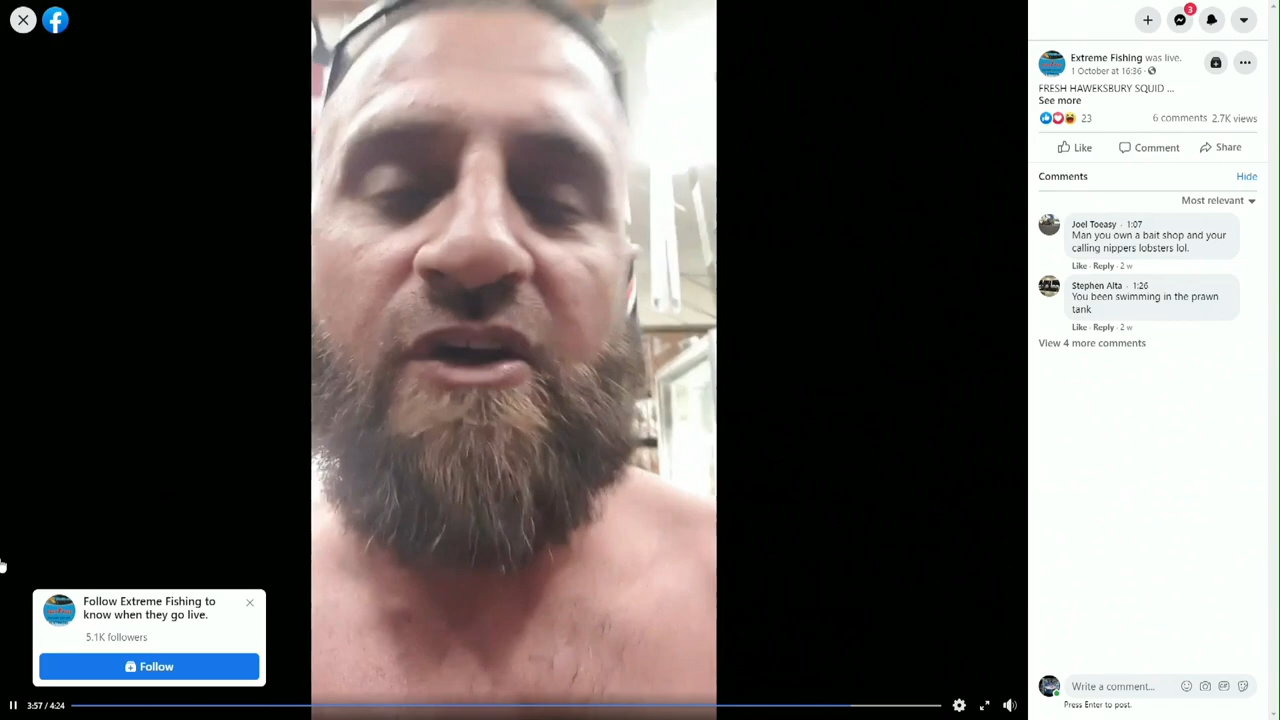 3
Extreme Fishing was live.
1 October at 16:36 ·
FRESH HAWEKSBURY SQUID ...
See more
23
6 comments 2.7K views
Like
Comment
Share
Comments
Hide
Most relevant
Joel Toeasy · 1:07
Man you own a bait shop and your
calling nippers lobsters lol.
Like · Reply · 2 w
Stephen Alta · 1:26
You been swimming in the prawn
tank
Like · Reply · 2 w
View 4 more comments
Follow Extreme Fishing to
know when they go live.
5.1K followers
Follow
3:57 / 4:24
Write a comment...
Press Enter to post.